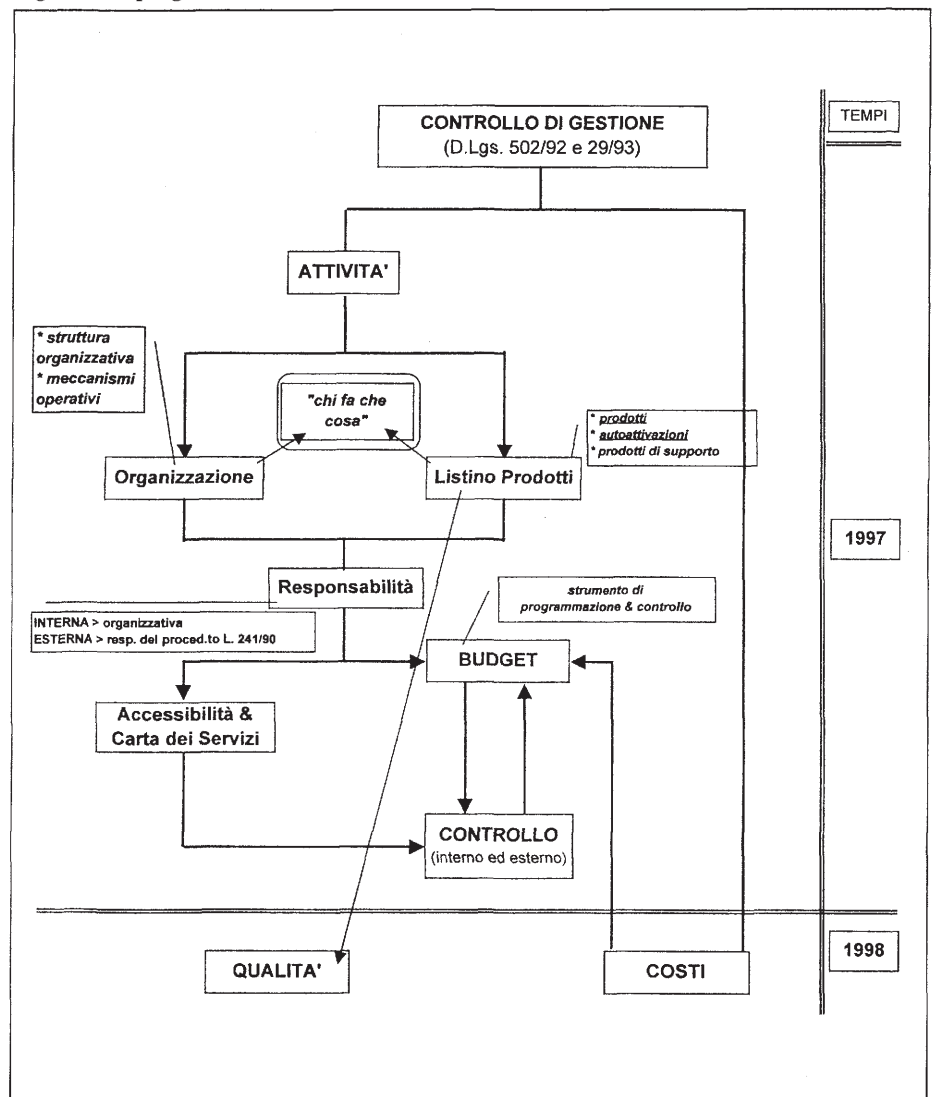 CONTROLLO DI GESTIONE
(D.Lgs. 502/92 e 29/93)
TEMPI
ATTIVITA'
* struttura
organizzativa
* meccanismi
operativi
"chi fa che
cosa"
* prodotti
* autoattivazioni
* prodotti di supporto
Organizzazione
Listino Prodotti
1997
Responsabilità
strumento di
programmazione & controllo
INTERNA > organizzativa
ESTERNA > resp. del proced.to L. 241/90
BUDGET
Accessibilità &
Carta dei Servizi
CONTROLLO
(interno ed esterno)
1998
QUALITA'
COSTI